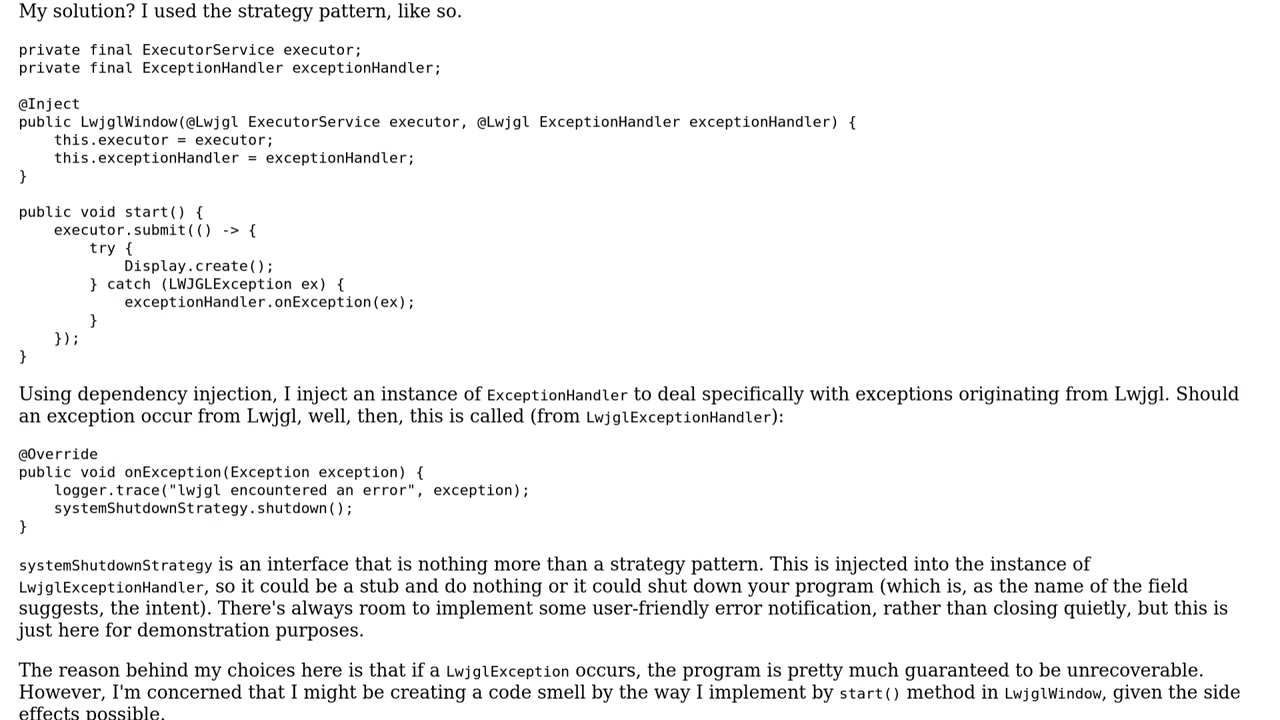 My solution? I used the strategy pattern, like so.
private final ExecutorService executor;
private final ExceptionHandler exceptionHandler;
@Inject
public LwjglWindow(@Lwjgl ExecutorService executor, @Lwjgl ExceptionHandler exceptionHandler) {
    this.executor = executor;
    this.exceptionHandler = exceptionHandler;
}
public void start() {
    executor.submit(() -> {
        try {
            Display.create();
        } catch (LWJGLException ex) {
            exceptionHandler.onException(ex);
        }
    });
}
Using dependency injection, I inject an instance of ExceptionHandler to deal specifically with exceptions originating from Lwjgl. Should
an exception occur from Lwjgl, well, then, this is called (from LwjglExceptionHandler):
@Override
public void onException(Exception exception) {
    logger.trace("lwjgl encountered an error", exception);
    systemShutdownStrategy.shutdown();
}
systemShutdownStrategy is an interface that is nothing more than a strategy pattern. This is injected into the instance of
LwjglExceptionHandler, so it could be a stub and do nothing or it could shut down your program (which is, as the name of the field
suggests, the intent). There's always room to implement some user-friendly error notification, rather than closing quietly, but this is
just here for demonstration purposes.
The reason behind my choices here is that if a LwjglException occurs, the program is pretty much guaranteed to be unrecoverable.
However, I'm concerned that I might be creating a code smell by the way I implement by start() method in LwjglWindow, given the side
effects possible.